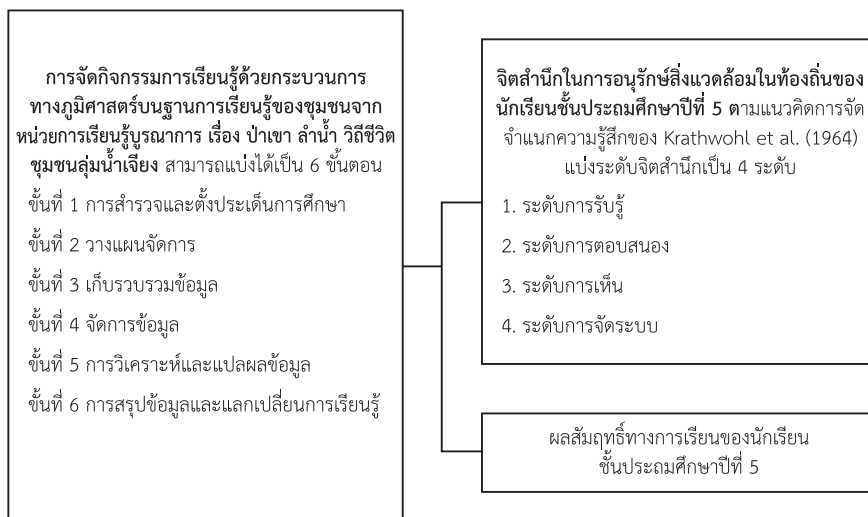 การจัดกิจกรรมการเรียนรู้ด้วยกระบวนการ
ทางภูมิศาสตร์บนฐานการเรียนรู้ของชุมชนจาก
หน่วยการเรียนรู้บูรณาการ เรื่อง ป่าเขา ลำน้ำ วิถีชีวิต
ชุมชนลุ่มน้ำเจียง สามารถแบ่งได้เป็น 6 ขั้นตอน
ขั้นที่ 1 การสำรวจและตั้งประเด็นการศึกษา
ขั้นที่ 2 วางแผนจัดการ
ขั้นที่ 3 เก็บรวบรวมข้อมูล
ขั้นที่ 4 จัดการข้อมูล
ขั้นที่ 5 การวิเคราะห์และแปลผลข้อมูล
ขั้นที่ 6 การสรุปข้อมูลและแลกเปลี่ยนการเรียนรู้
จิตสำนึกในการอนุรักษ์สิ่งแวดล้อมในท้องถิ่นของ
นักเรียนชั้นประถมศึกษาปีที่ 5 ตามแนวคิดการจัด
จำแนกความรู้สึกของ Krathwohl et al. (1964)
แบ่งระดับจิตสำนึกเป็น 4 ระดับ
1. ระดับการรับรู้
2. ระดับการตอบสนอง
3. ระดับการเห็น
4. ระดับการจัดระบบ
ผลสัมฤทธิ์ทางการเรียนของนักเรียน
ชั้นประถมศึกษาปีที่ 5